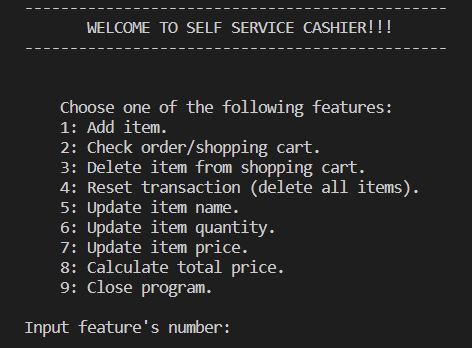 -----------------------------------------------
WELCOME TO SELF SERVICE CASHIER!!!
-----------------------------------------------
Choose one of the following features:
1: Add item.
2: Check order/shopping cart.
3: Delete item from shopping cart.
4: Reset transaction (delete all items).
5: Update item name.
6: Update item quantity.
7: Update item price.
8: Calculate total price.
9: Close program.
Input feature's number: